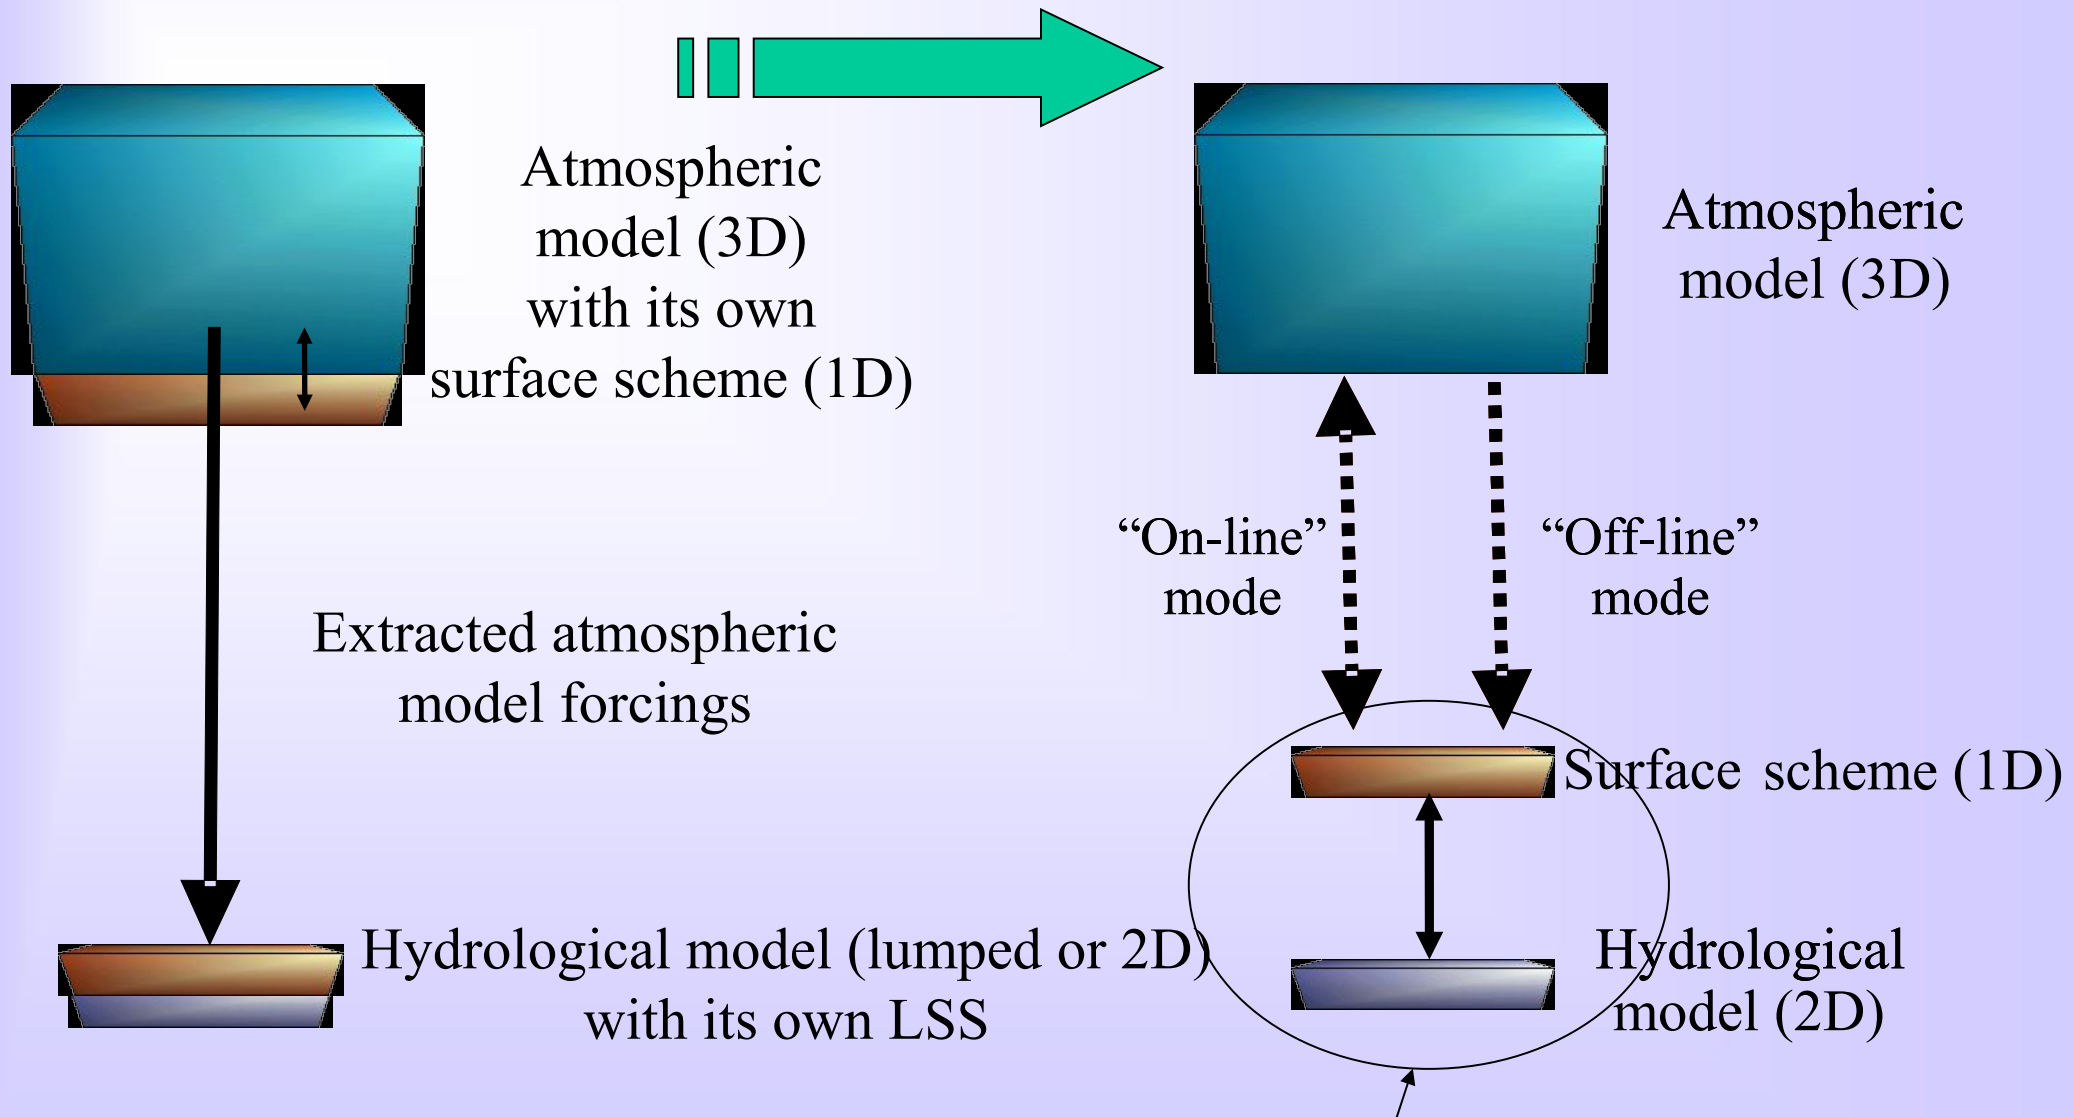 Atmospheric
model (3D)
with its own
surface scheme (1D)
Extracted atmospheric
model forcings
Hydrological model (lumped or 2D)
with its own LSS
Atmospheric
model (3D)
“On-line”
mode
“Off-line”
mode
Surface scheme (1D)
Hydrological
model (2D)